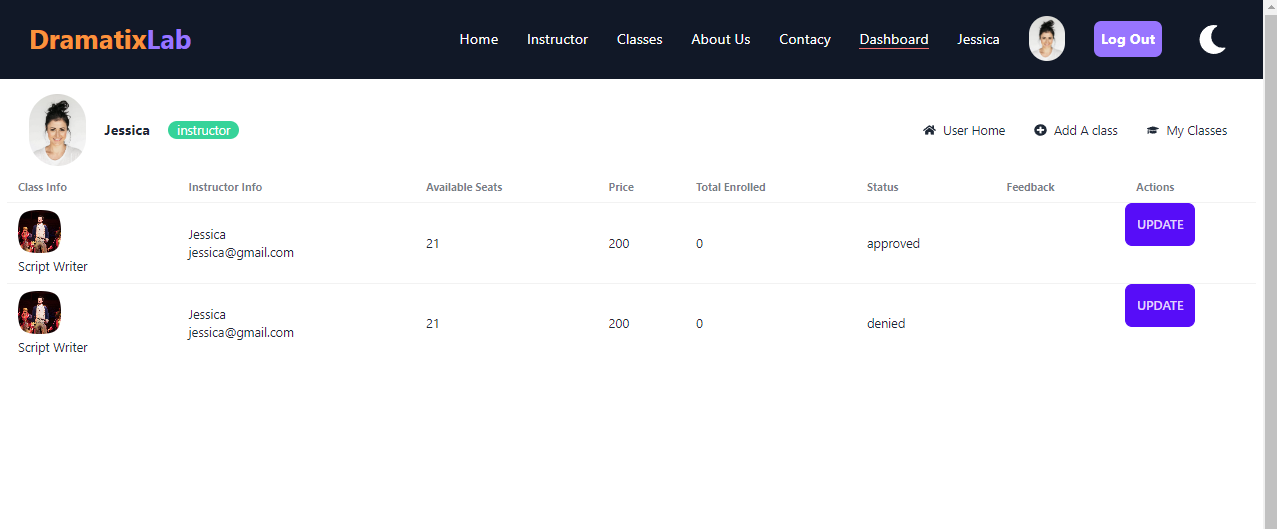 DramatixLab Home Instructor Classes About Us Contacy Dashboard Jessica Log Out
Jessica instructor User Home Add A class My Classes
Class Info Instructor Info Available Seats Price Total Enrolled Status Feedback Actions
Jessica
jessica@gmail.com
21 200 0 approved UPDATE
Script Writer
Jessica
jessica@gmail.com
21 200 0 denied UPDATE
Script Writer